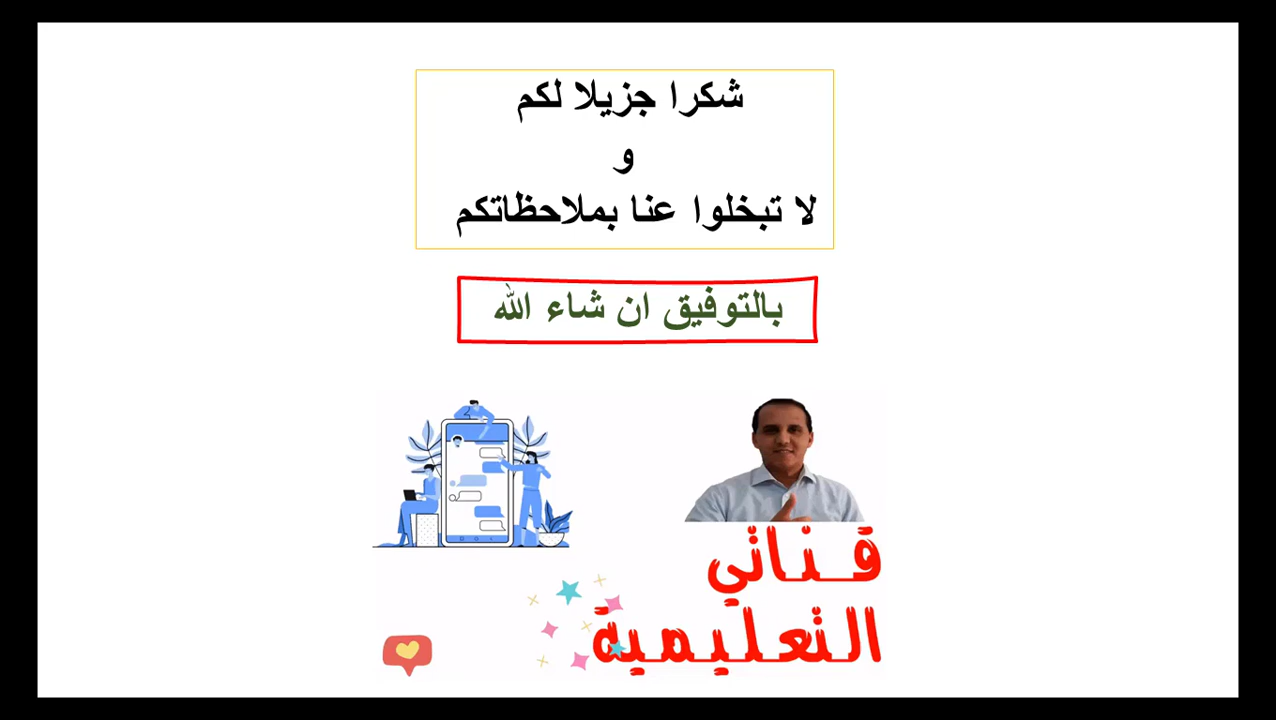 شكرا جزيلا لكم
و
لا تبخلوا عنا بملاحظاتكم
بالتوفيق ان شاء الله
قناتي
التعليمية